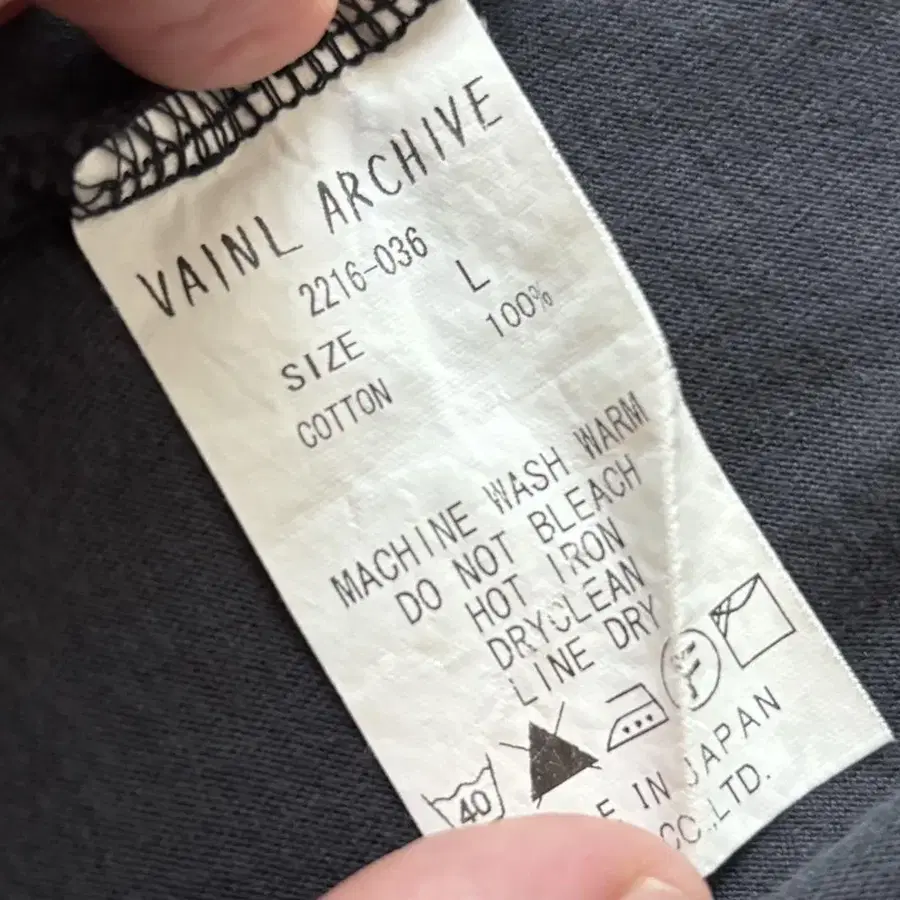 VAINL ARCHIVE
2216-036
SIZE L
COTTON 100%
MACHINE WASH WARM
DO NOT BLEACH
HOT IRON
DRYCLEAN
LINE DRY
40 F
IN JAPAN
CO.,LTD.